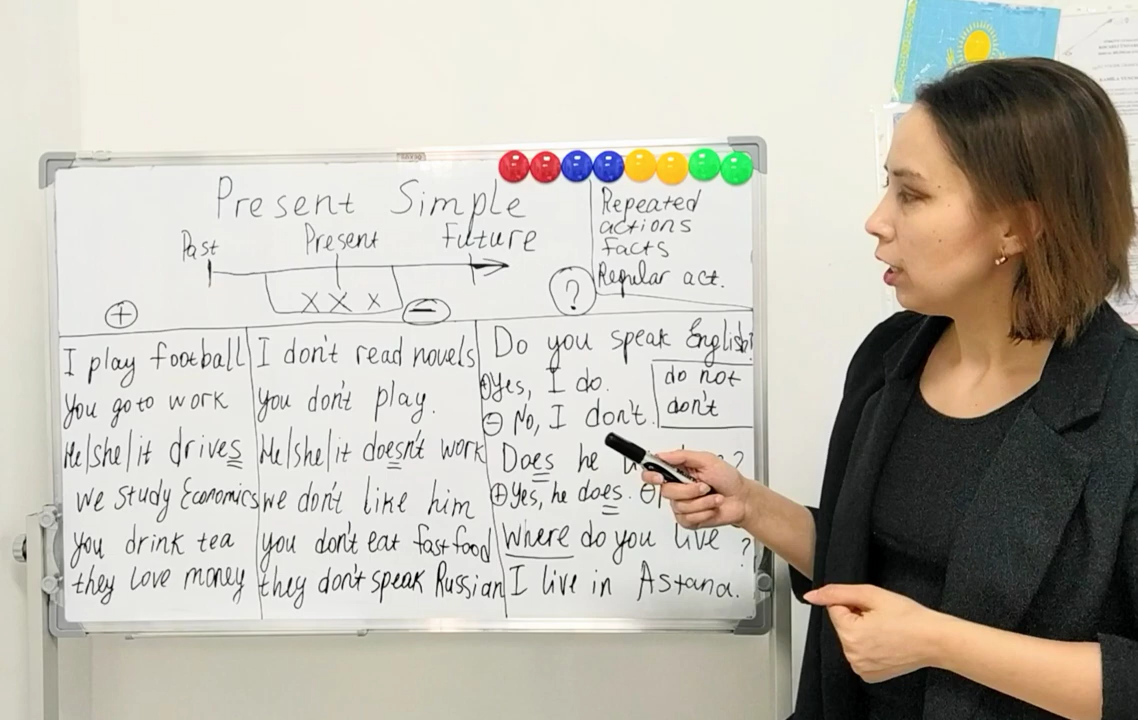 Present Simple
Past Present Future
Repeated
actions
facts
Regular act.
+
I play football
You go to work
He/she/it drives
we study Economics
you drink tea
they love money
−
I don't read novels
you don't play.
He/she/it doesn't work
we don't like him
you don't eat fast food
they don't speak Russian
?
Do you speak English?
+ Yes, I do.
− No, I don't.
do not
don't
Does he ?
+ Yes, he does. −
Where do you live ?
I live in Astana.